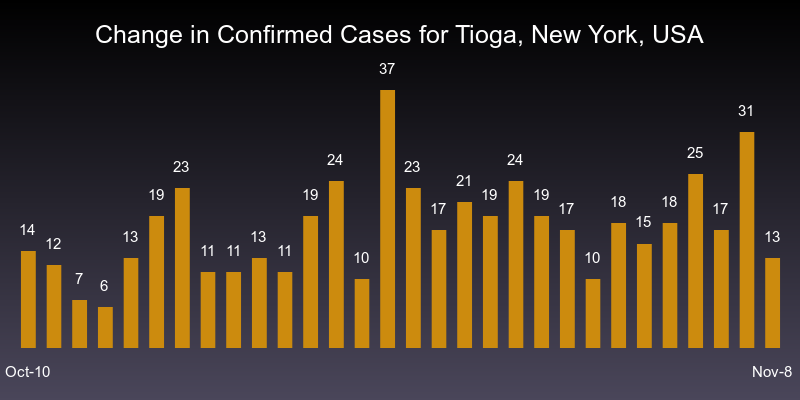 Change in Confirmed Cases for Tioga, New York, USA
14 12 7 6 13 19 23 11 11 13 11 19 24 10 37 23 17 21 19 24 19 17 10 18 15 18 25 17 31 13
Oct-10 Nov-8